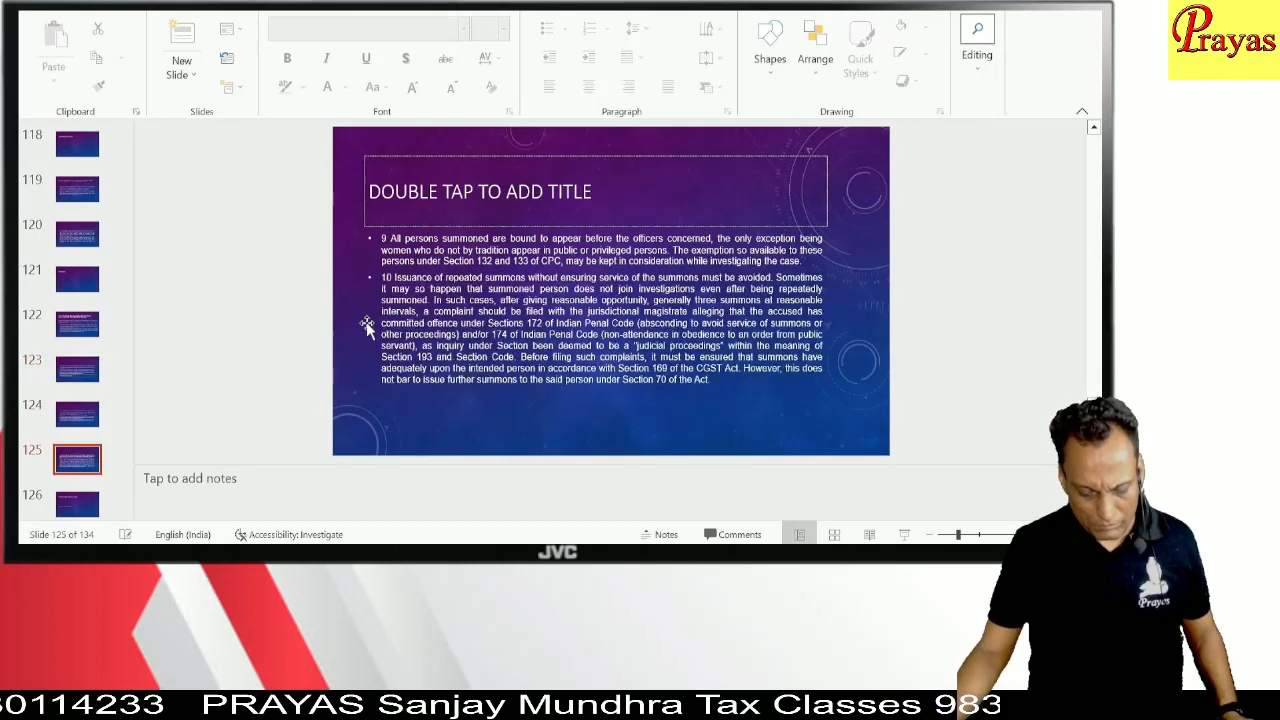 Prayas
Paste
New
Slide
Shapes
Arrange
Quick
Styles
Editing
B I U S abc AV
A Aa A A
Clipboard
Slides
Font
Paragraph
Drawing
118
119
120
121
122
123
124
125
126
DOUBLE TAP TO ADD TITLE
• 9 All persons summoned are bound to appear before the officers concerned, the only exception being
women who do not by tradition appear in public or privileged persons. The exemption so available to these
persons under Section 132 and 133 of CPC, may be kept in consideration while investigating the case.
• 10 Issuance of repeated summons without ensuring service of the summons must be avoided. Sometimes
it may so happen that summoned person does not join investigations even after being repeatedly
summoned. In such cases, after giving reasonable opportunity, generally three summons at reasonable
intervals, a complaint should be filed with the jurisdictional magistrate alleging that the accused has
committed offence under Sections 172 of Indian Penal Code (absconding to avoid service of summons or
other proceedings) and/or 174 of Indian Penal Code (non-attendance in obedience to an order from public
servant), as inquiry under Section been deemed to be a "judicial proceedings" within the meaning of
Section 193 and Section Code. Before filing such complaints, it must be ensured that summons have
adequately upon the intended person in accordance with Section 169 of the CGST Act. However, this does
not bar to issue further summons to the said person under Section 70 of the Act.
Tap to add notes
Slide 125 of 134
English (India)
Accessibility: Investigate
Notes
Comments
JVC
Prayas
60114233 PRAYAS Sanjay Mundhra Tax Classes 983